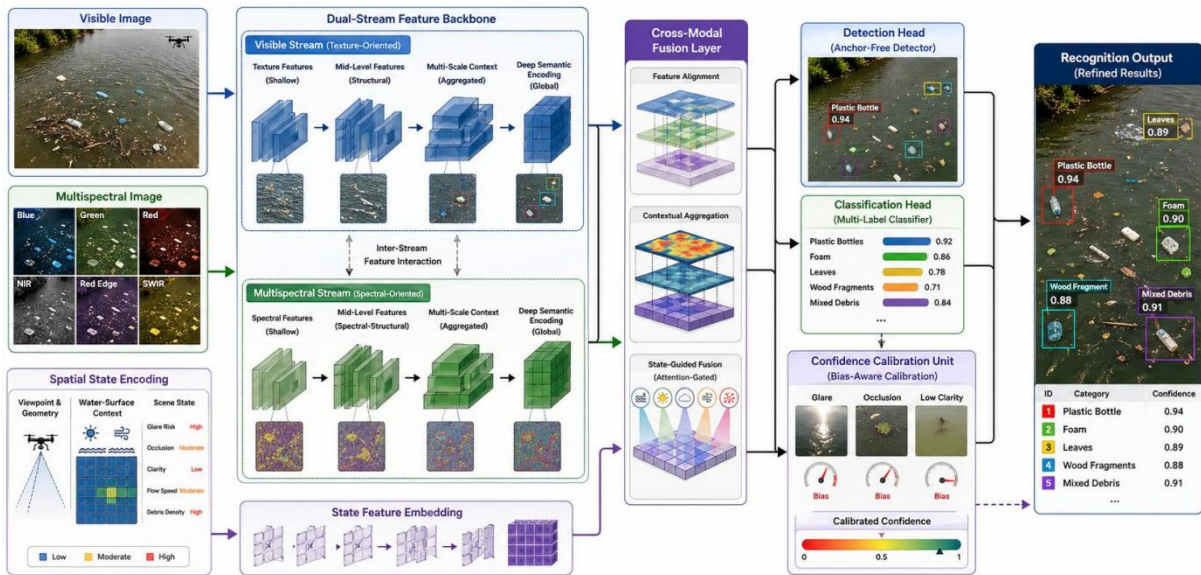 Visible Image
Multispectral Image
Blue
Green
Red
NIR
Red Edge
SWIR
Spatial State Encoding
Viewpoint &
Geometry
Water-Surface
Context
Scene
State
Glare Risk High
Occlusion Moderate
Clarity Low
Flow Speed Moderate
Debris Density High
Low
Moderate
High
Dual-Stream Feature Backbone
Visible Stream (Texture-Oriented)
Texture Features
(Shallow)
Mid-Level Features
(Structural)
Multi-Scale Context
(Aggregated)
Deep Semantic
Encoding
(Global)
Inter-Stream
Feature Interaction
Multispectral Stream (Spectral-Oriented)
Spectral Features
(Shallow)
Mid-Level Features
(Spectral-Structural)
Multi-Scale Context
(Aggregated)
Deep Semantic
Encoding
(Global)
State Feature Embedding
Cross-Modal
Fusion Layer
Feature Alignment
Contextual Aggregation
State-Guided Fusion
(Attention-Gated)
Detection Head
(Anchor-Free Detector)
Plastic Bottle
0.94
Classification Head
(Multi-Label Classifier)
Plastic Bottles 0.92
Foam 0.86
Leaves 0.78
Wood Fragments 0.71
Mixed Debris 0.84
...
Confidence Calibration Unit
(Bias-Aware Calibration)
Glare
Occlusion
Low Clarity
Bias
Bias
Bias
Calibrated Confidence
0
0.5
1
Recognition Output
(Refined Results)
Leaves
0.89
Plastic Bottle
0.94
Foam
0.90
Wood Fragment
0.88
Mixed Debris
0.91
ID Category Confidence
1 Plastic Bottle 0.94
2 Foam 0.90
3 Leaves 0.89
4 Wood Fragments 0.88
5 Mixed Debris 0.91
...